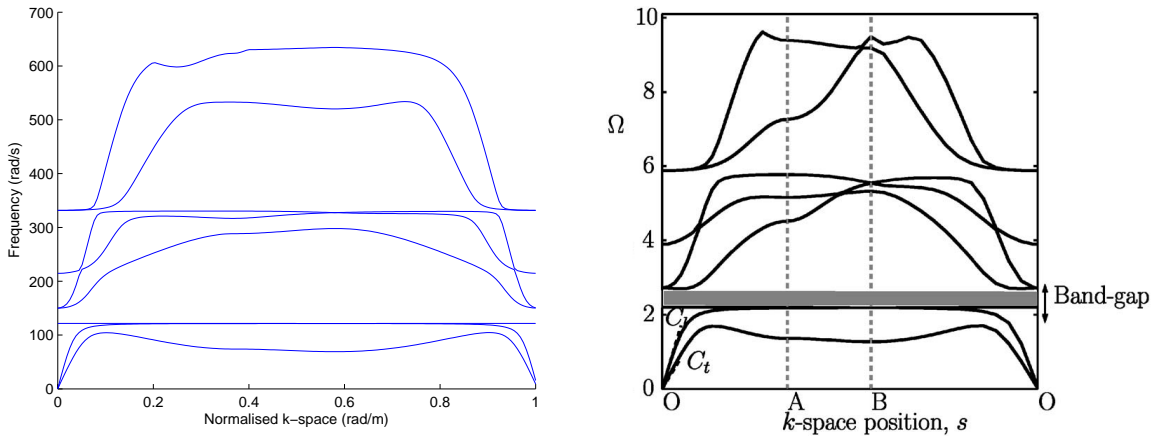 700
600
500
400
300
200
100
0
Frequency (rad/s)
0 0.2 0.4 0.6 0.8 1
Normalised k−space (rad/m)
10
8
Ω
6
4
2
0
C_l
C_t
Band-gap
O A B O
k-space position, s